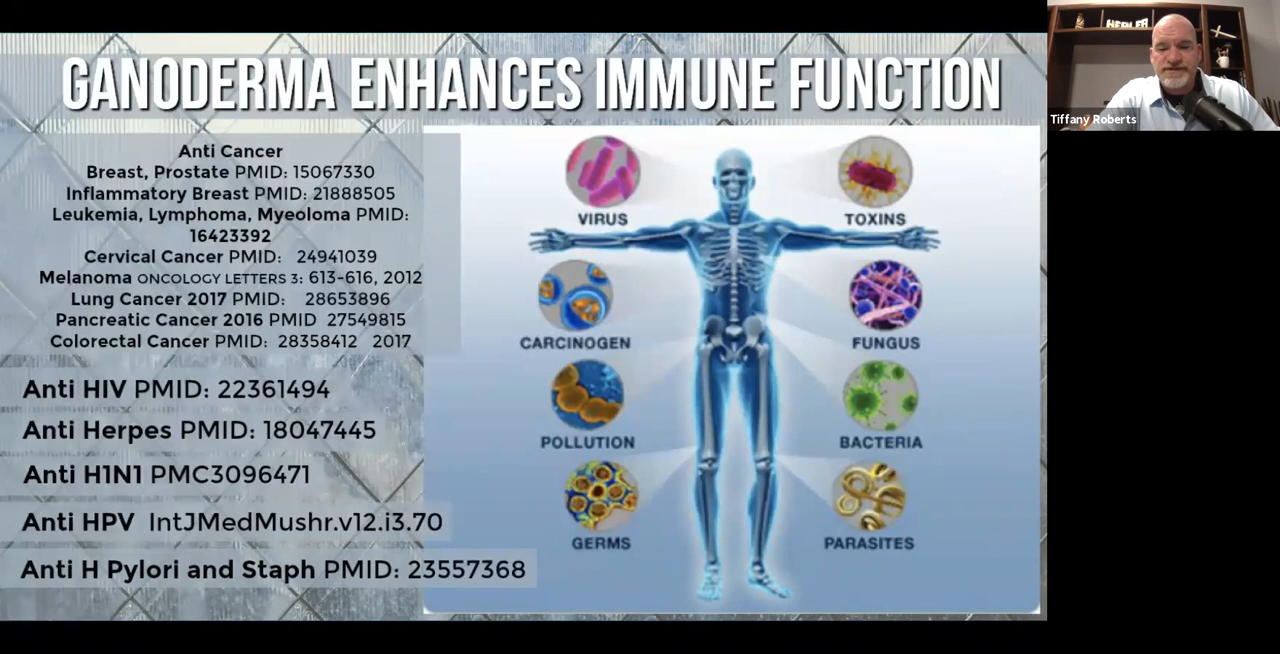 GANODERMA ENHANCES IMMUNE FUNCTION
Anti Cancer
Breast, Prostate PMID: 15067330
Inflammatory Breast PMID: 21888505
Leukemia, Lymphoma, Myeoloma PMID:
16423392
Cervical Cancer PMID: 24941039
Melanoma ONCOLOGY LETTERS 3: 613-616, 2012
Lung Cancer 2017 PMID: 28653896
Pancreatic Cancer 2016 PMID 27549815
Colorectal Cancer PMID: 28358412 2017
Anti HIV PMID: 22361494
Anti Herpes PMID: 18047445
Anti H1N1 PMC3096471
Anti HPV IntJMedMushr.v12.i3.70
Anti H Pylori and Staph PMID: 23557368
VIRUS
TOXINS
CARCINOGEN
FUNGUS
POLLUTION
BACTERIA
GERMS
PARASITES
HEALER
Tiffany Roberts